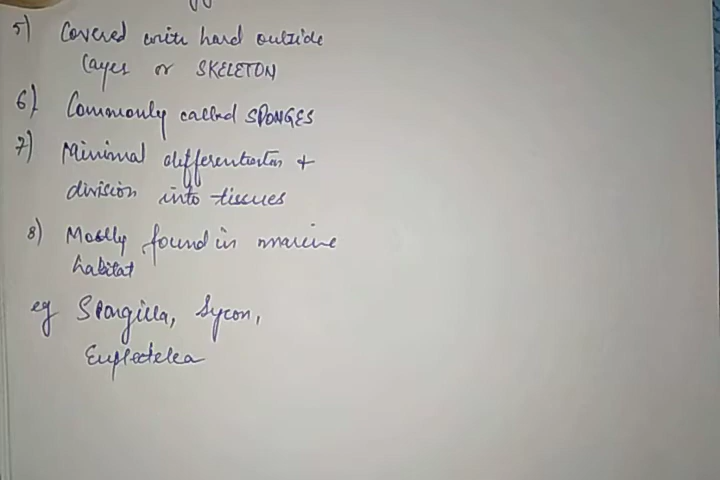 5) Covered with hard outside
layer or SKELETON
6) Commonly called SPONGES
7) Minimal differentiation +
division into tissues
8) Mostly found in marine
habitat
eg Spongilla, Sycon,
Euplectelea